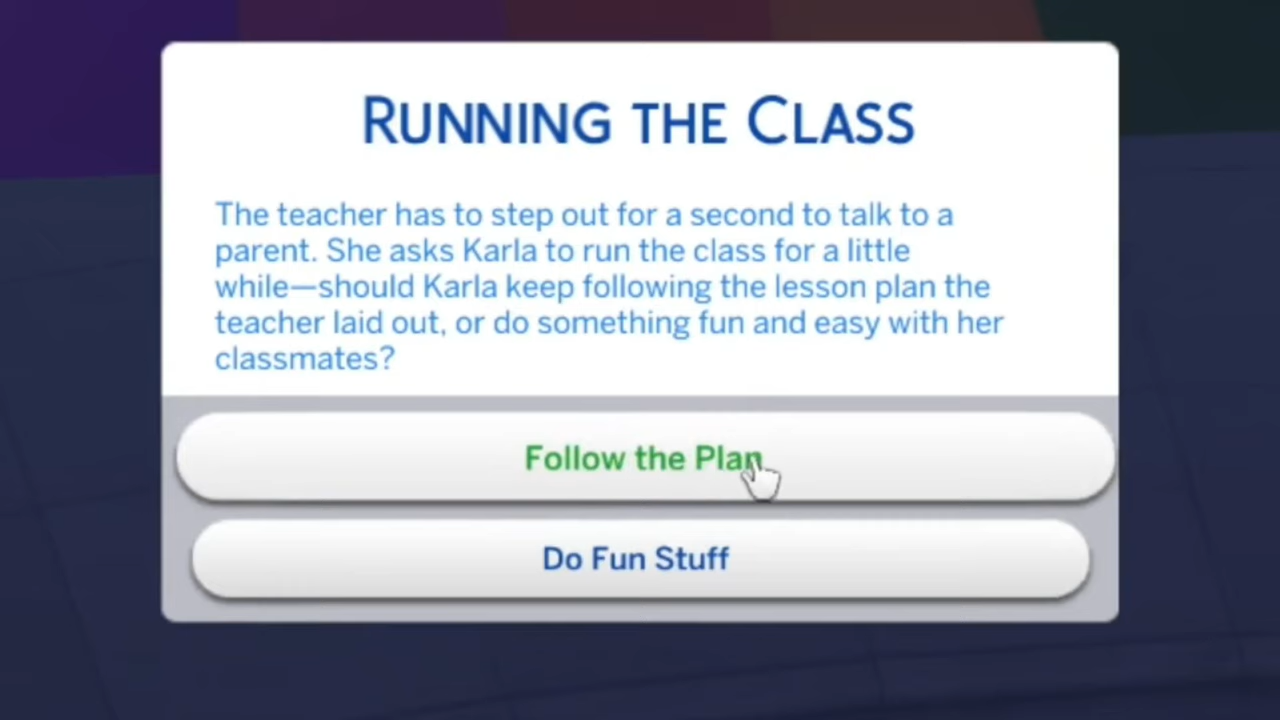 RUNNING THE CLASS
The teacher has to step out for a second to talk to a
parent. She asks Karla to run the class for a little
while—should Karla keep following the lesson plan the
teacher laid out, or do something fun and easy with her
classmates?
Follow the Plan
Do Fun Stuff